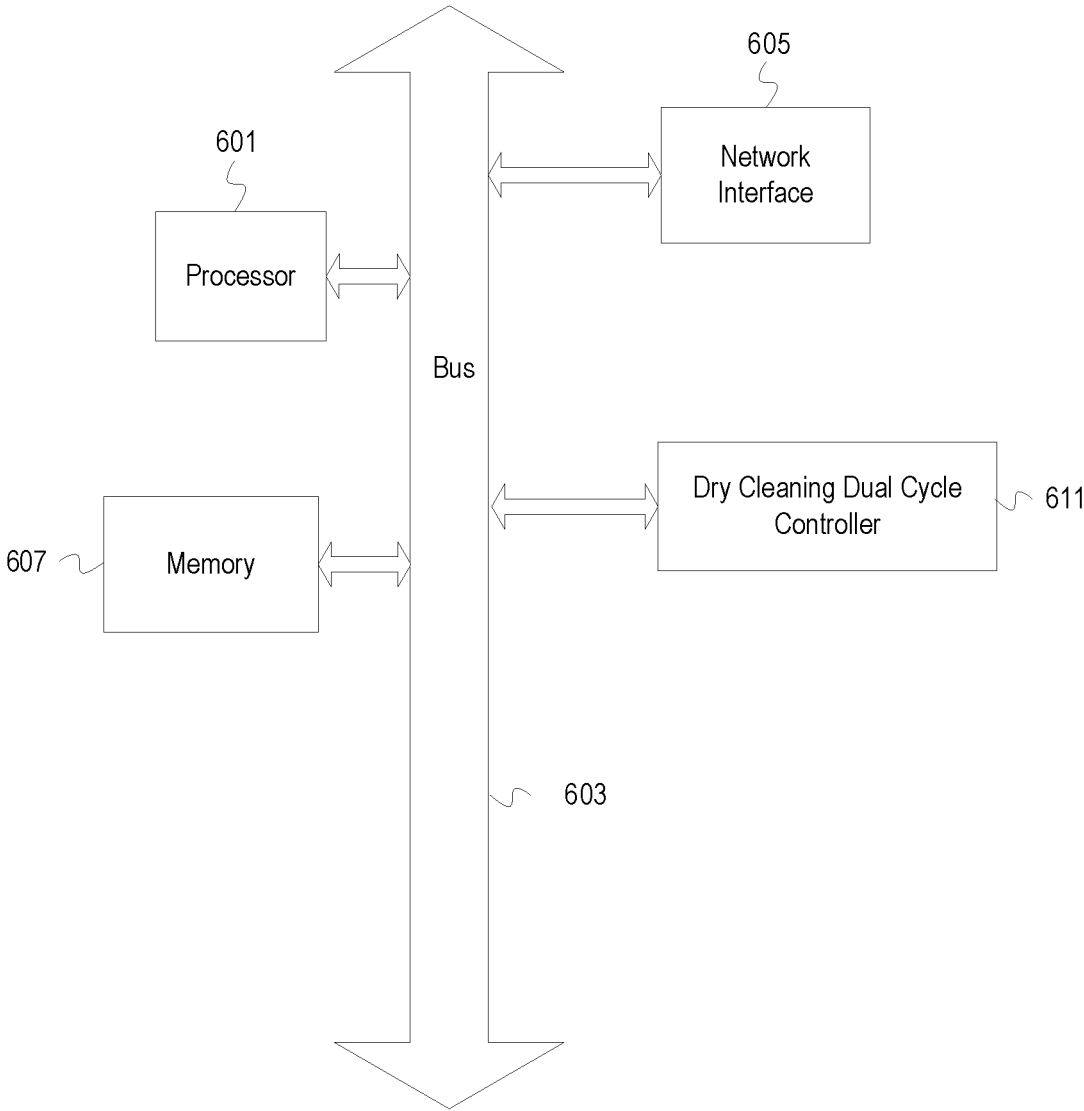 605
Network
Interface
601
Processor
Bus
Dry Cleaning Dual Cycle
Controller
611
607
Memory
603